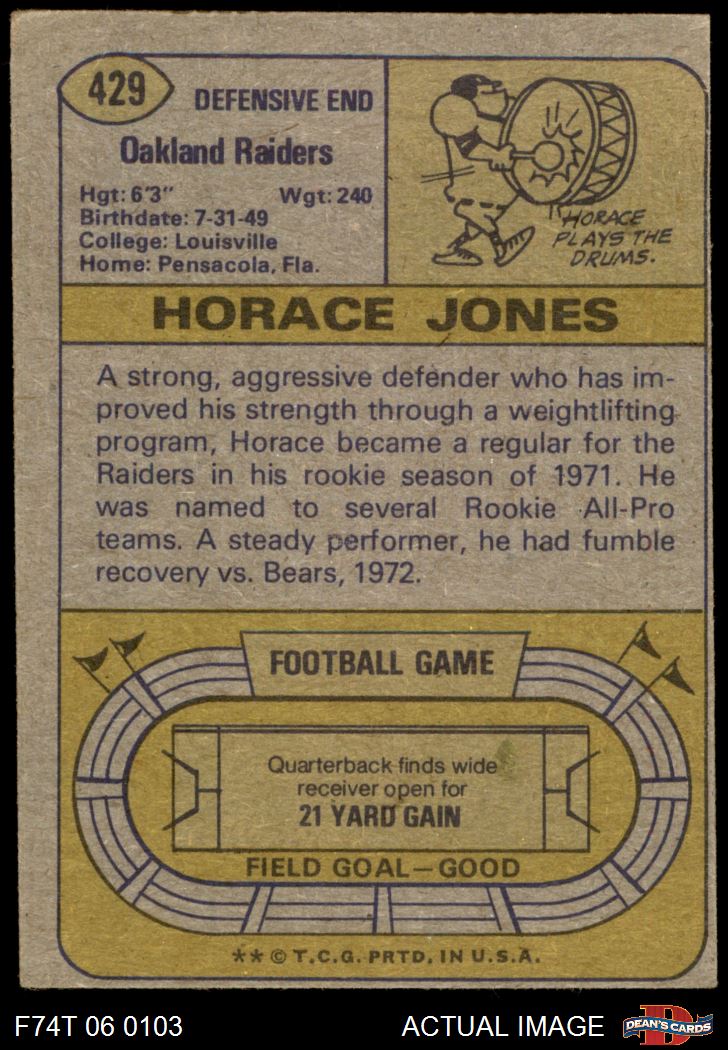 429
DEFENSIVE END
Oakland Raiders
Hgt: 6'3" Wgt: 240
Birthdate: 7-31-49
College: Louisville
Home: Pensacola, Fla.
HORACE
PLAYS THE
DRUMS.
HORACE JONES
A strong, aggressive defender who has im-
proved his strength through a weightlifting
program, Horace became a regular for the
Raiders in his rookie season of 1971. He
was named to several Rookie All-Pro
teams. A steady performer, he had fumble
recovery vs. Bears, 1972.
FOOTBALL GAME
Quarterback finds wide
receiver open for
21 YARD GAIN
FIELD GOAL—GOOD
** © T.C.G. PRTD. IN U.S.A.
F74T 06 0103 ACTUAL IMAGE
D
DEAN'S CARDS